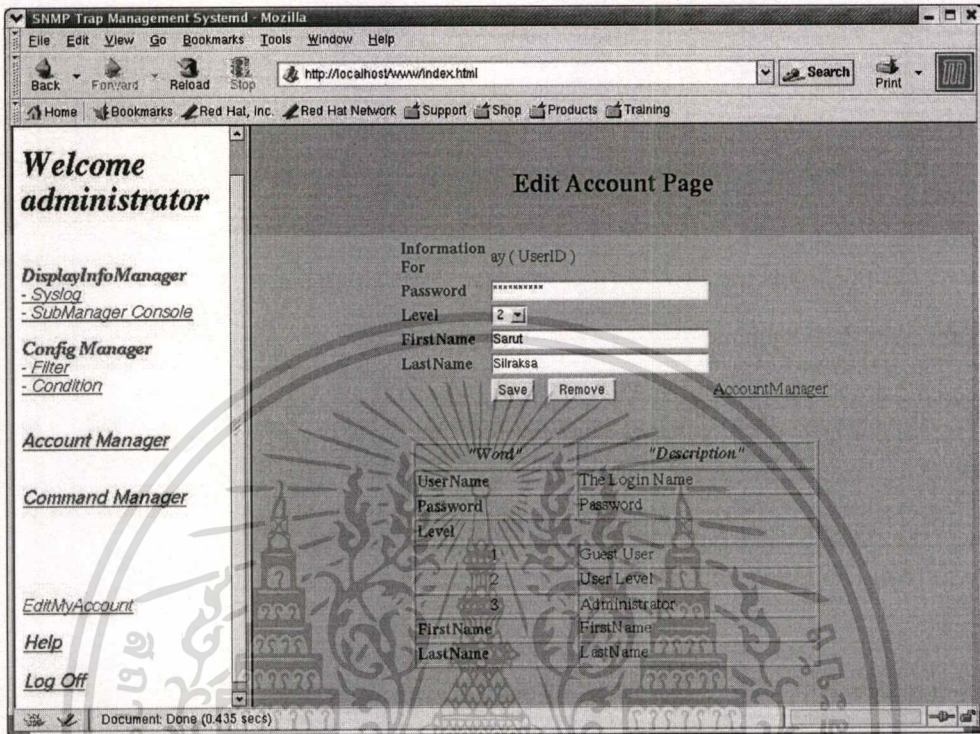 SNMP Trap Management Systemd - Mozilla
File Edit View Go Bookmarks Tools Window Help
Back Forward Reload Stop http://localhost/www/index.html Search Print
Home Bookmarks Red Hat, Inc. Red Hat Network Support Shop Products Training
Welcome
administrator
DisplayInfoManager
- Syslog
- SubManager Console
Config Manager
- Filter
- Condition
Account Manager
Command Manager
EditMyAccount
Help
Log Off
Edit Account Page
Information For ay ( UserID )
Password **********
Level 2
FirstName Sarut
LastName Silraksa
Save Remove AccountManager
"Word" "Description"
UserName The Login Name
Password Password
Level
1 Guest User
2 User Level
3 Administrator
FirstName FirstName
LastName LastName
Document: Done (0.435 secs)